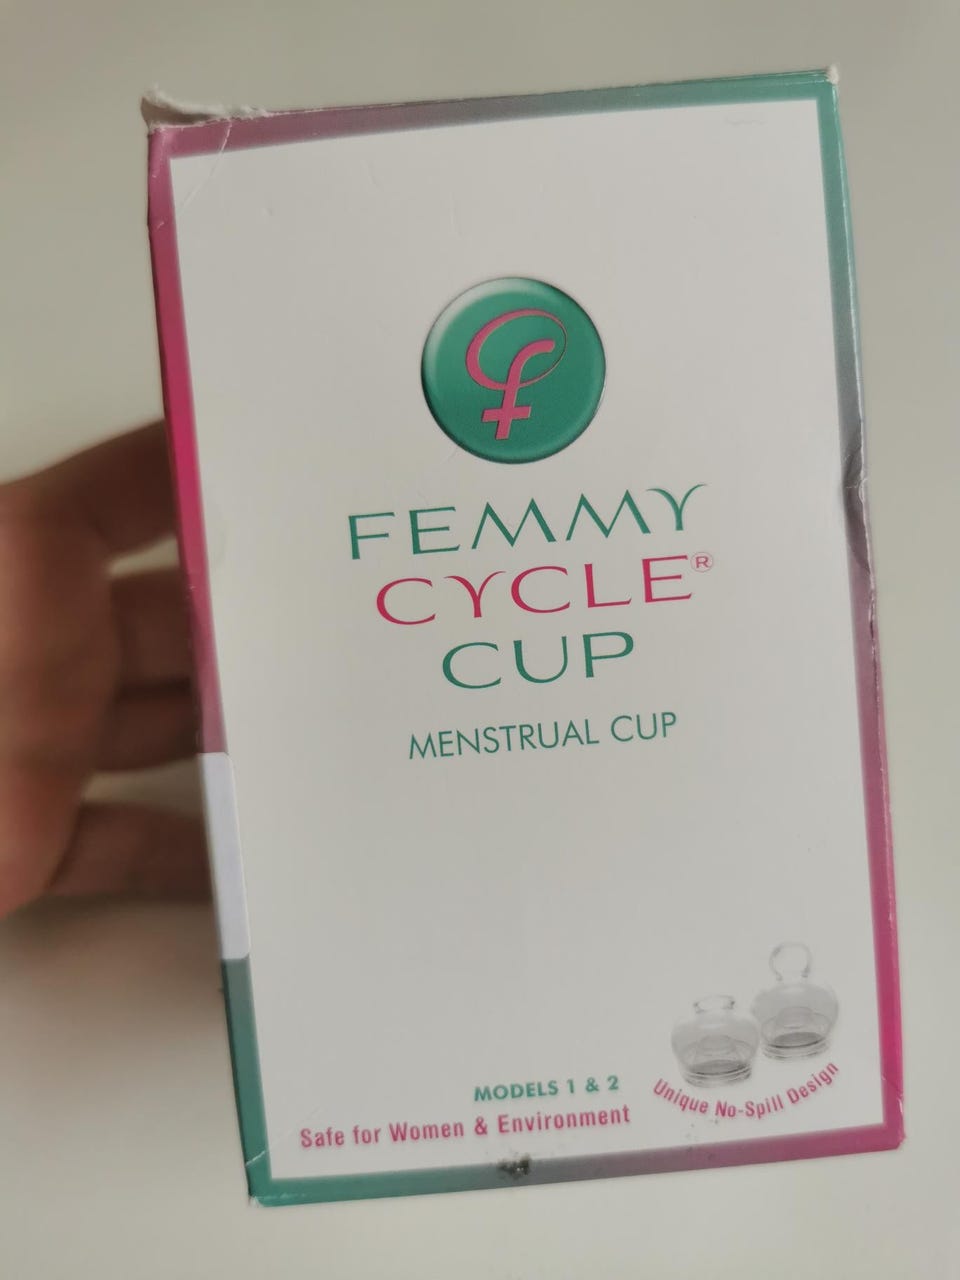 FEMMY
CYCLE®
CUP
MENSTRUAL CUP
MODELS 1 & 2
Safe for Women & Environment
Unique No-Spill Design